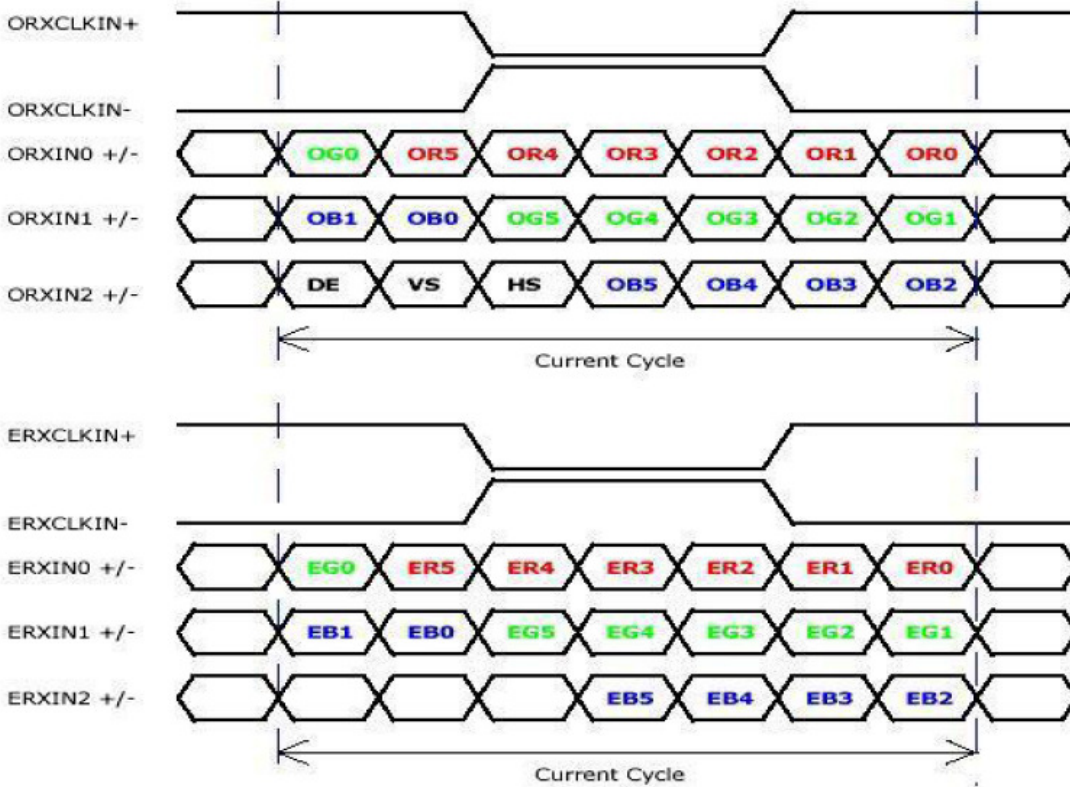 ORXCLKIN+
ORXCLKIN-
ORXIN0 +/- OG0 OR5 OR4 OR3 OR2 OR1 OR0
ORXIN1 +/- OB1 OB0 OG5 OG4 OG3 OG2 OG1
ORXIN2 +/- DE VS HS OB5 OB4 OB3 OB2
Current Cycle
ERXCLKIN+
ERXCLKIN-
ERXIN0 +/- EG0 ER5 ER4 ER3 ER2 ER1 ER0
ERXIN1 +/- EB1 EB0 EG5 EG4 EG3 EG2 EG1
ERXIN2 +/- EB5 EB4 EB3 EB2
Current Cycle